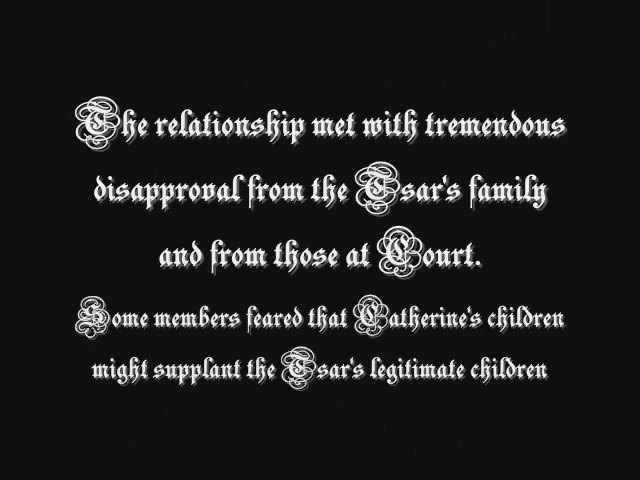 The relationship met with tremendous
disapproval from the Tsar's family
and from those at Court.
Some members feared that Catherine's children
might supplant the Tsar's legitimate children